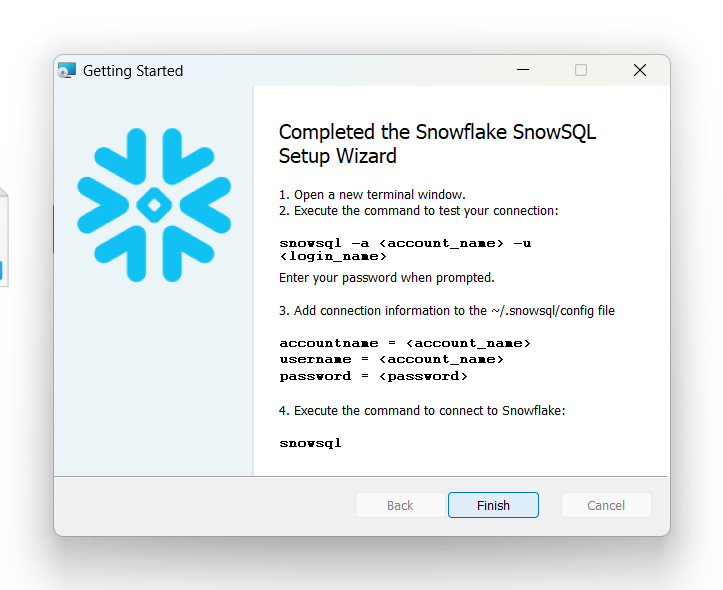 Getting Started
Completed the Snowflake SnowSQL
Setup Wizard
1. Open a new terminal window.
2. Execute the command to test your connection:
snowsql -a <account_name> -u
<login_name>
Enter your password when prompted.
3. Add connection information to the ~/.snowsql/config file
accountname = <account_name>
username = <account_name>
password = <password>
4. Execute the command to connect to Snowflake:
snowsql
Back
Finish
Cancel